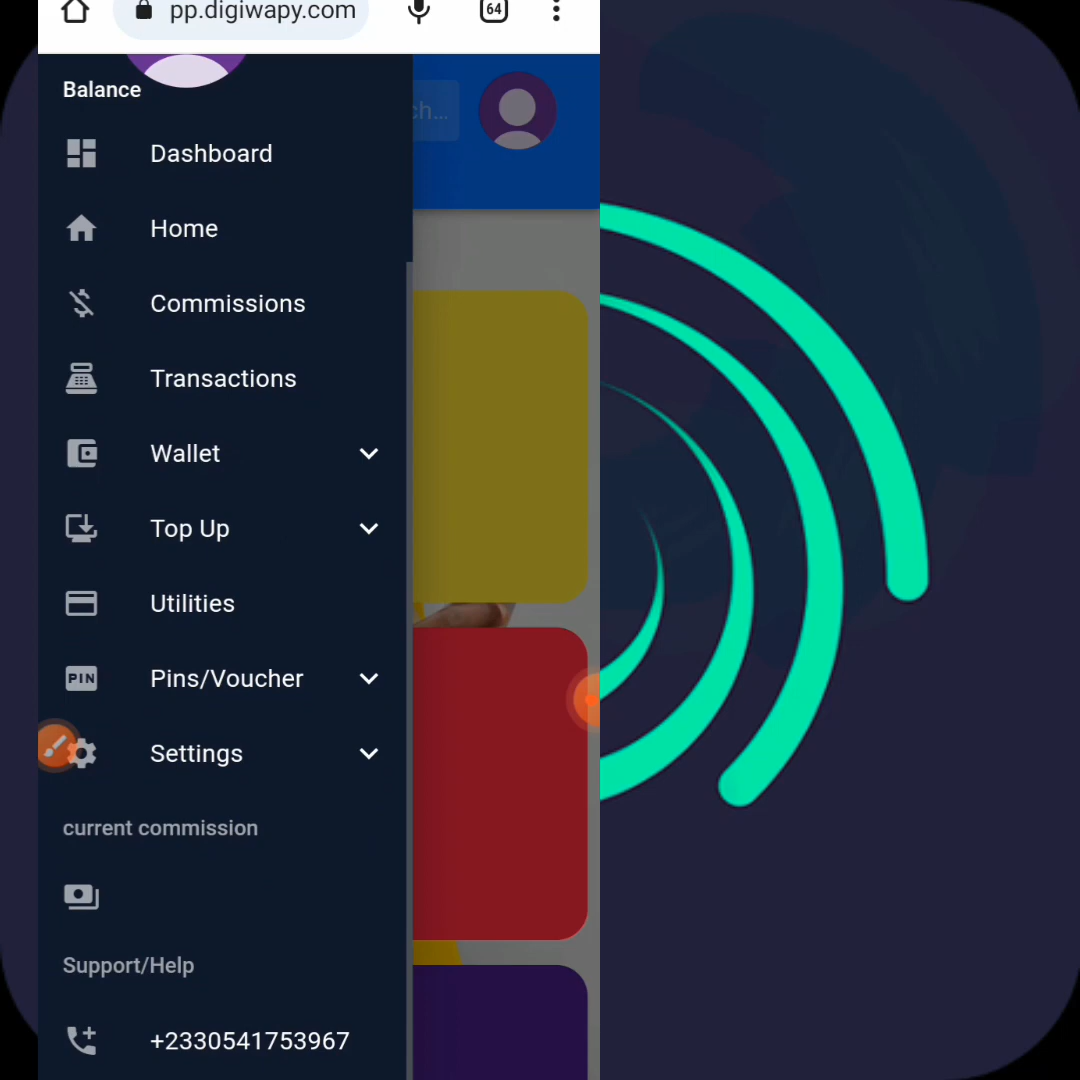 pp.digiwapy.com
64
Balance
ch...
Dashboard
Home
Commissions
Transactions
Wallet
Top Up
Utilities
PIN
Pins/Voucher
Settings
current commission
Support/Help
+2330541753967